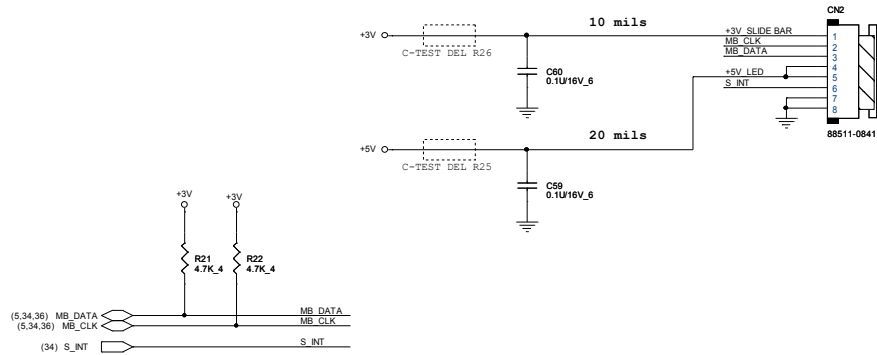 CN2
10 mils
+3V
C-TEST DEL R26
+3V_SLIDE BAR
MB_CLK
MB_DATA
+5V_LED
S_INT
1
2
3
4
5
6
7
8
C60
0.1U/16V_6
88511-0841
20 mils
+5V
C-TEST DEL R25
C59
0.1U/16V_6
+3V
+3V
R21
4.7K_4
R22
4.7K_4
(5,34,36) MB_DATA
MB_DATA
(5,34,36) MB_CLK
MB_CLK
(34) S_INT
S_INT